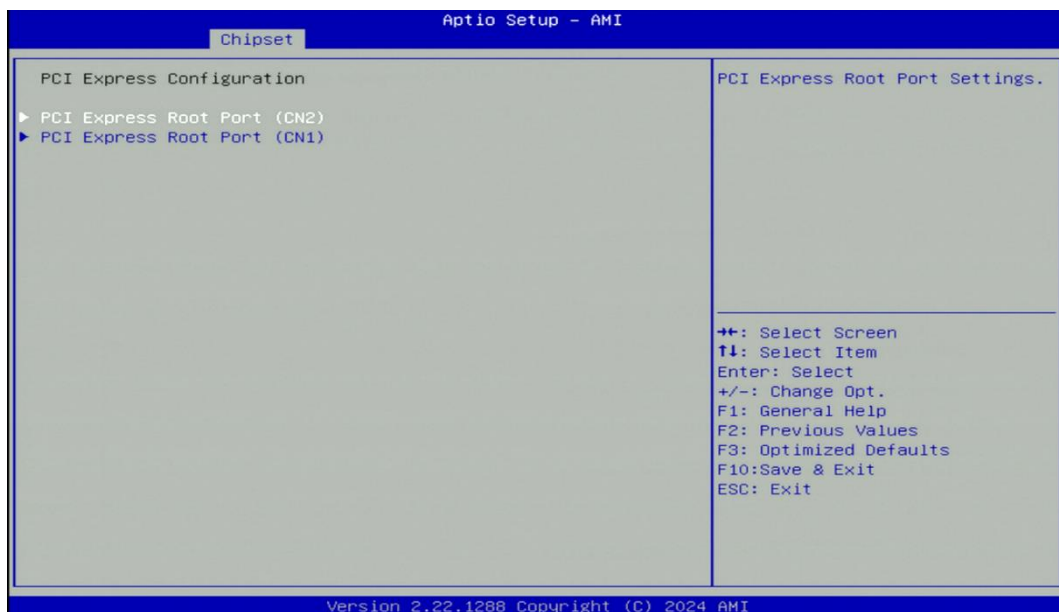 Aptio Setup – AMI
Chipset
PCI Express Configuration
▶ PCI Express Root Port (CN2)
▶ PCI Express Root Port (CN1)
PCI Express Root Port Settings.
→←: Select Screen
↑↓: Select Item
Enter: Select
+/-: Change Opt.
F1: General Help
F2: Previous Values
F3: Optimized Defaults
F10:Save & Exit
ESC: Exit
Version 2.22.1288 Copyright (C) 2024 AMI